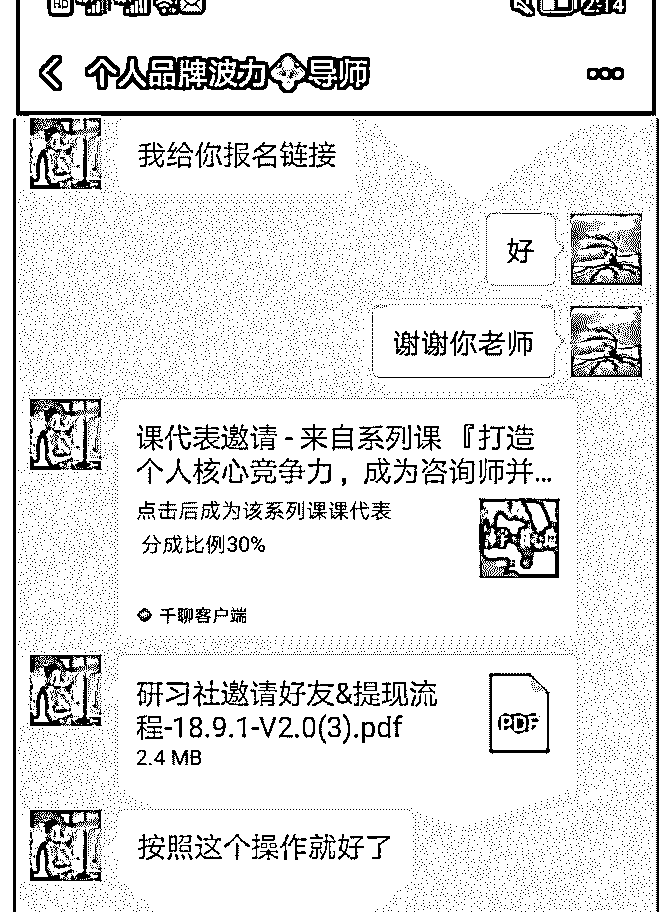 2:14
个人品牌波力导师
我给你报名链接
好
谢谢你老师
课代表邀请 - 来自系列课 『打造
个人核心竞争力，成为咨询师并...
点击后成为该系列课课代表
分成比例30%
千聊客户端
研习社邀请好友&提现流
程-18.9.1-V2.0(3).pdf
2.4 MB
PDF
按照这个操作就好了